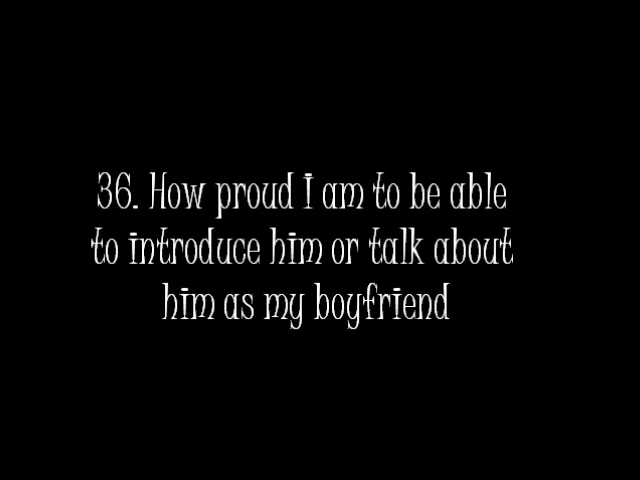 36. How proud I am to be able
to introduce him or talk about
him as my boyfriend